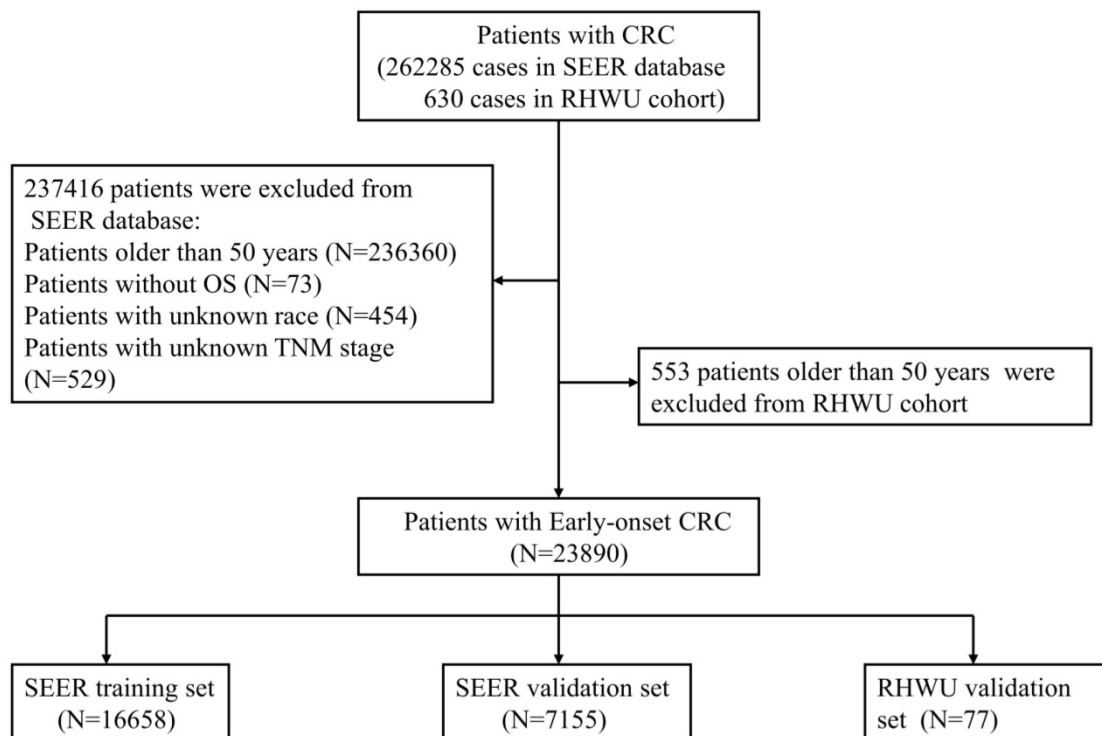 Patients with CRC
(262285 cases in SEER database
630 cases in RHWU cohort)
237416 patients were excluded from
SEER database:
Patients older than 50 years (N=236360)
Patients without OS (N=73)
Patients with unknown race (N=454)
Patients with unknown TNM stage
(N=529)
553 patients older than 50 years were
excluded from RHWU cohort
Patients with Early-onset CRC
(N=23890)
SEER training set
(N=16658)
SEER validation set
(N=7155)
RHWU validation
set (N=77)